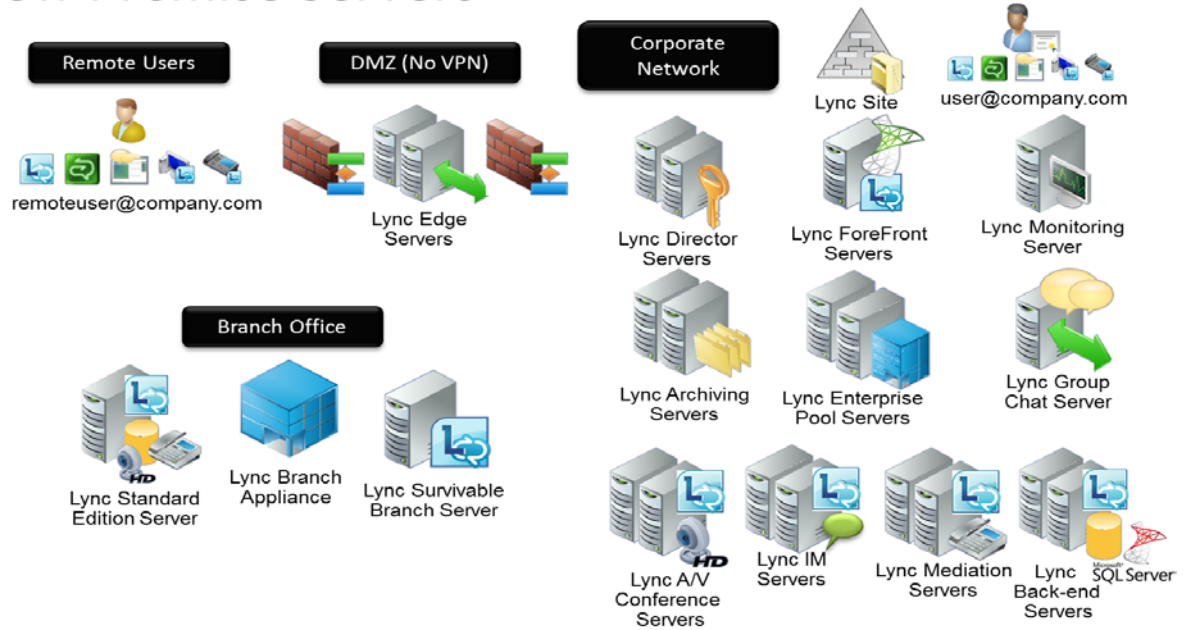 Remote Users
remoteuser@company.com
DMZ (No VPN)
Lync Edge
Servers
Branch Office
Lync Standard
Edition Server
HD
Lync Branch
Appliance
Lync Survivable
Branch Server
Corporate
Network
Lync Site
user@company.com
Lync Director
Servers
Lync ForeFront
Servers
Lync Monitoring
Server
Lync Archiving
Servers
Lync Enterprise
Pool Servers
Lync Group
Chat Server
HD
Lync A/V
Conference
Servers
Lync IM
Servers
Lync Mediation
Servers
Lync
Back-end
Servers
Microsoft
SQL Server